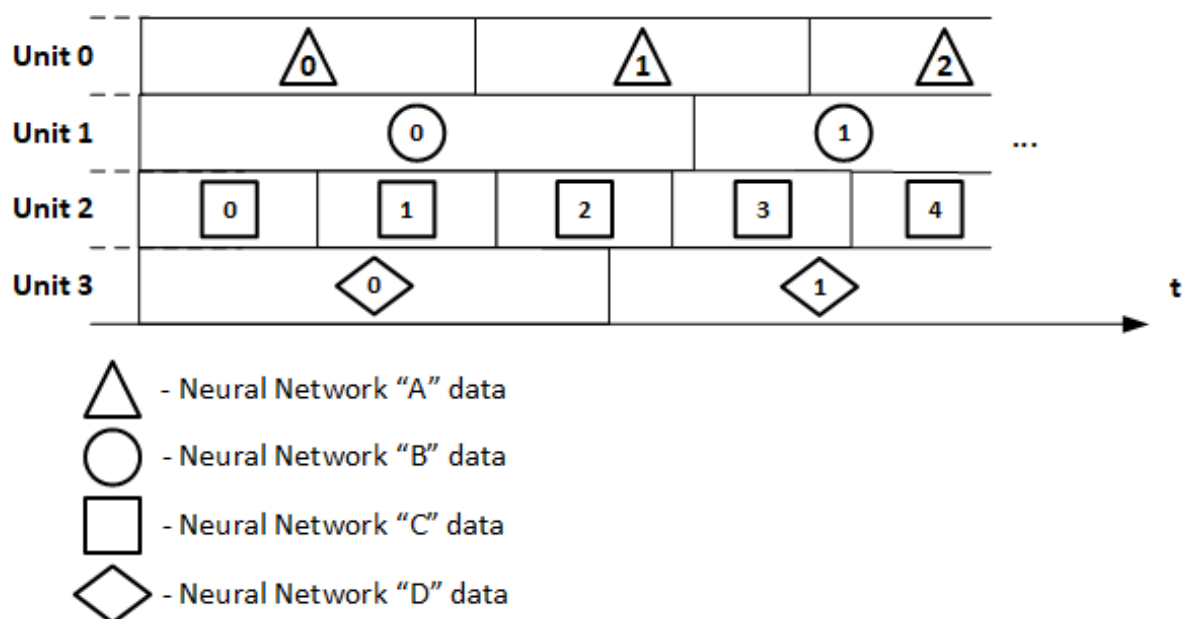 Unit 0 0 1 2
Unit 1 0 1 ...
Unit 2 0 1 2 3 4
Unit 3 0 1 t
- Neural Network “A” data
- Neural Network “B” data
- Neural Network “C” data
- Neural Network “D” data